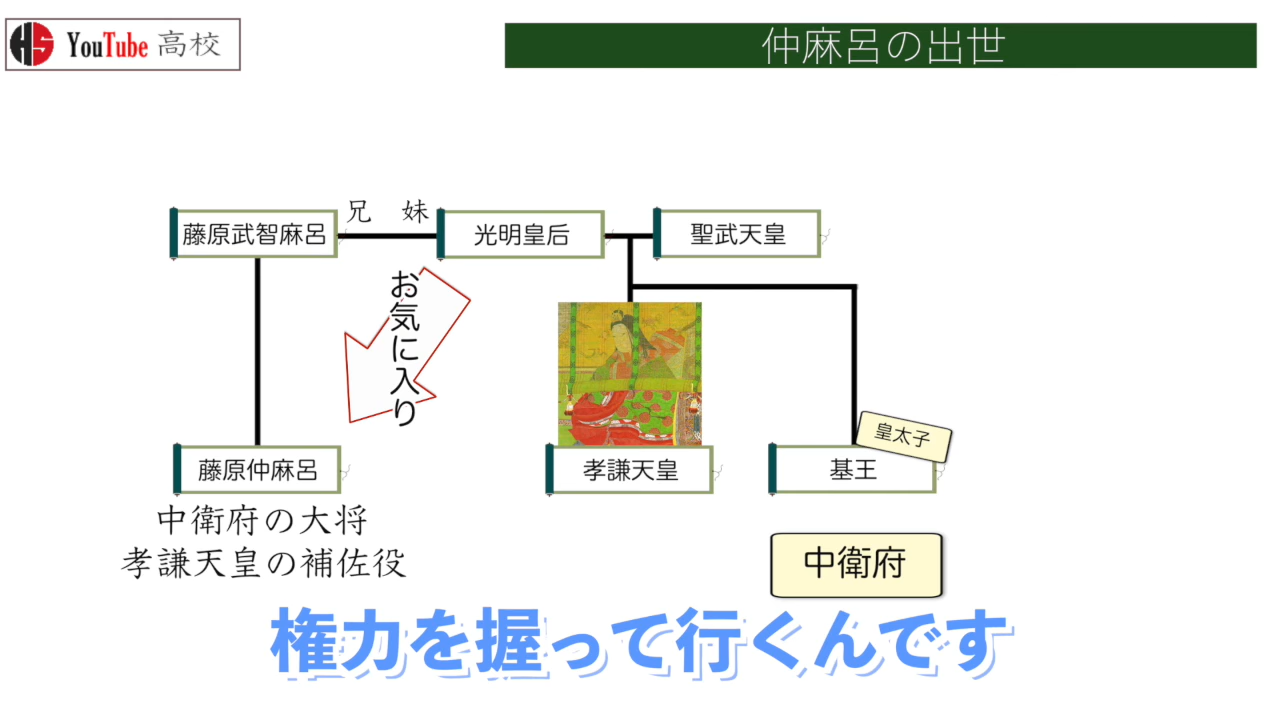 YouTube 高校
仲麻呂の出世
藤原武智麻呂
兄 妹
光明皇后
聖武天皇
お気に入り
皇太子
藤原仲麻呂
孝謙天皇
基王
中衛府の大将
孝謙天皇の補佐役
中衛府
権力を握って行くんです